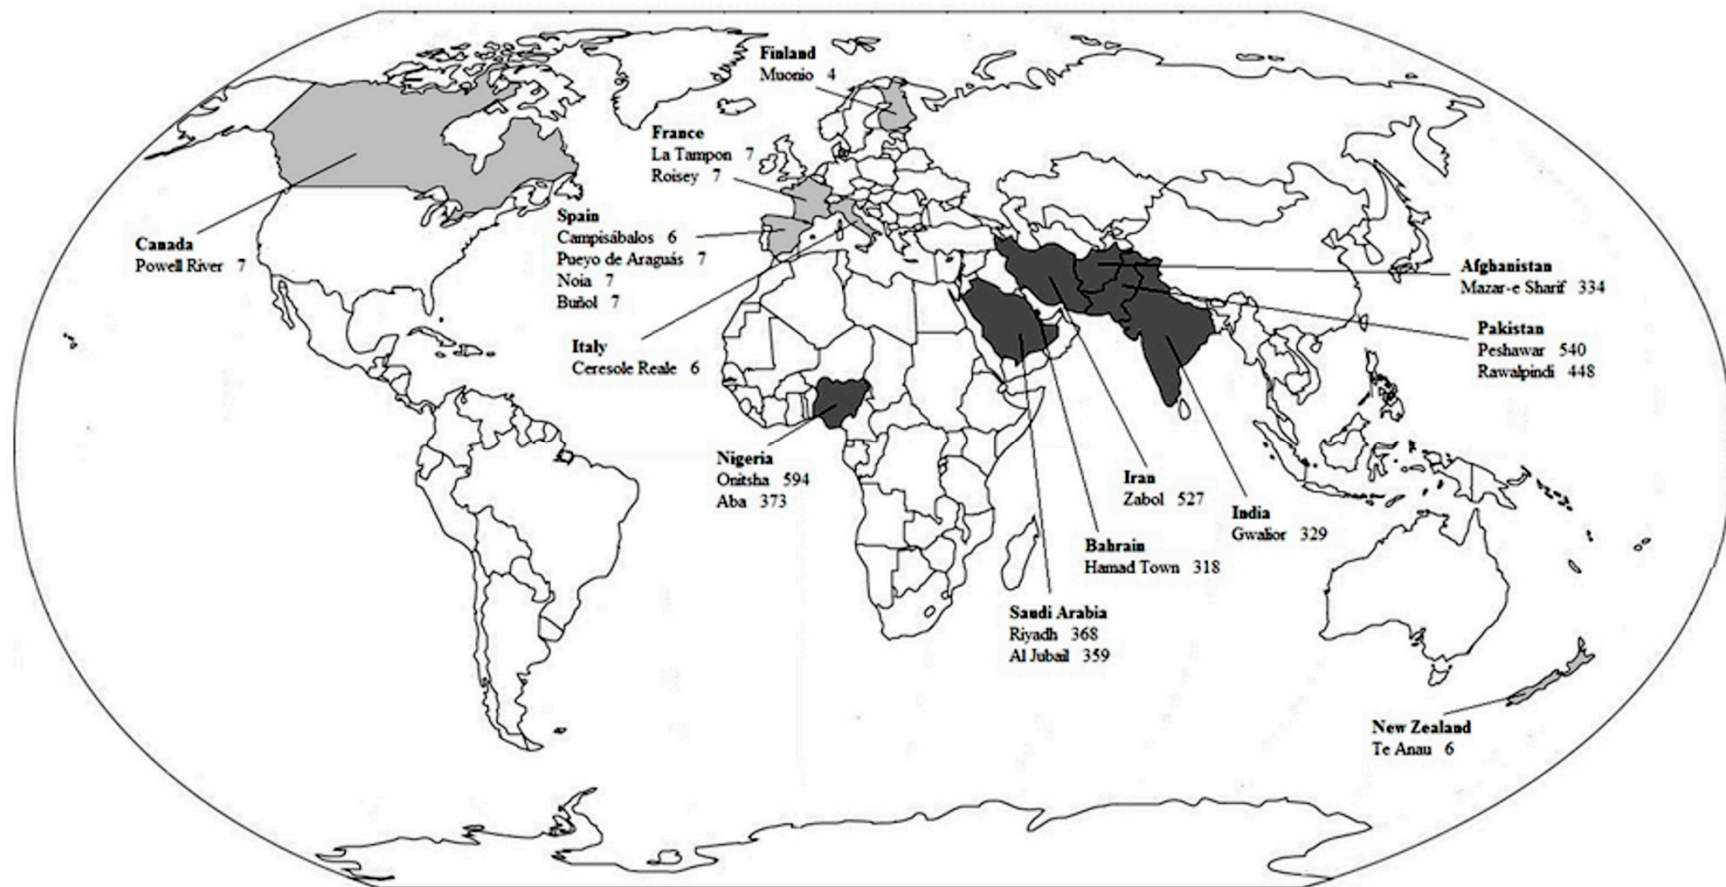 Finland
Muonio 4
France
La Tampon 7
Roisey 7
Spain
Campisábalos 6
Pueyo de Araguás 7
Noia 7
Buñol 7
Canada
Powell River 7
Italy
Ceresole Reale 6
Afghanistan
Mazar-e Sharif 334
Pakistan
Peshawar 540
Rawalpindi 448
Nigeria
Onitsha 594
Aba 373
Iran
Zabol 527
India
Gwalior 329
Bahrain
Hamad Town 318
Saudi Arabia
Riyadh 368
Al Jubail 359
New Zealand
Te Anau 6